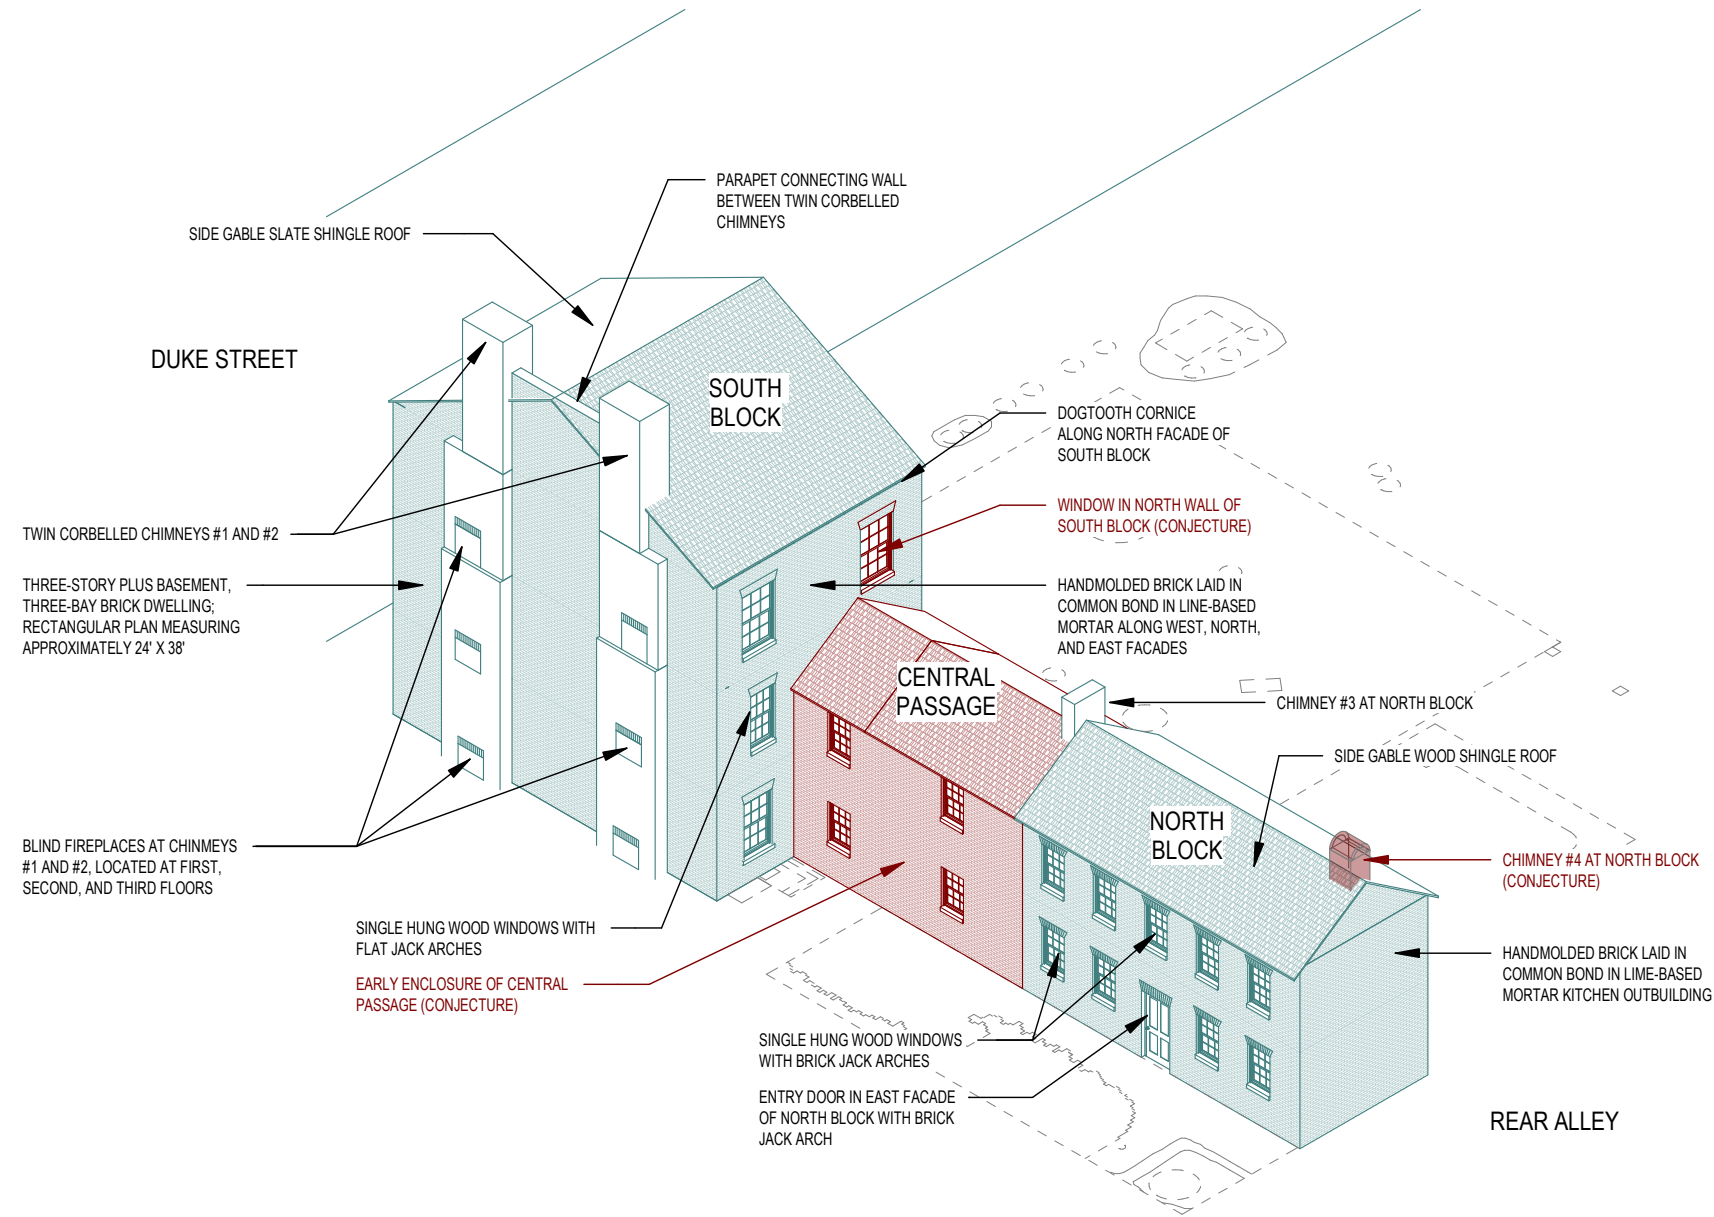 PARAPET CONNECTING WALL
BETWEEN TWIN CORBELLED
CHIMNEYS
SIDE GABLE SLATE SHINGLE ROOF
DUKE STREET
SOUTH
BLOCK
DOGTOOTH CORNICE
ALONG NORTH FACADE OF
SOUTH BLOCK
WINDOW IN NORTH WALL OF
SOUTH BLOCK (CONJECTURE)
TWIN CORBELLED CHIMNEYS #1 AND #2
THREE-STORY PLUS BASEMENT,
THREE-BAY BRICK DWELLING;
RECTANGULAR PLAN MEASURING
APPROXIMATELY 24' X 38'
HANDMOLDED BRICK LAID IN
COMMON BOND IN LINE-BASED
MORTAR ALONG WEST, NORTH,
AND EAST FACADES
CENTRAL
PASSAGE
CHIMNEY #3 AT NORTH BLOCK
SIDE GABLE WOOD SHINGLE ROOF
NORTH
BLOCK
BLIND FIREPLACES AT CHINMEYS
#1 AND #2, LOCATED AT FIRST,
SECOND, AND THIRD FLOORS
CHIMNEY #4 AT NORTH BLOCK
(CONJECTURE)
SINGLE HUNG WOOD WINDOWS WITH
FLAT JACK ARCHES
EARLY ENCLOSURE OF CENTRAL
PASSAGE (CONJECTURE)
HANDMOLDED BRICK LAID IN
COMMON BOND IN LIME-BASED
MORTAR KITCHEN OUTBUILDING
SINGLE HUNG WOOD WINDOWS
WITH BRICK JACK ARCHES
ENTRY DOOR IN EAST FACADE
OF NORTH BLOCK WITH BRICK
JACK ARCH
REAR ALLEY